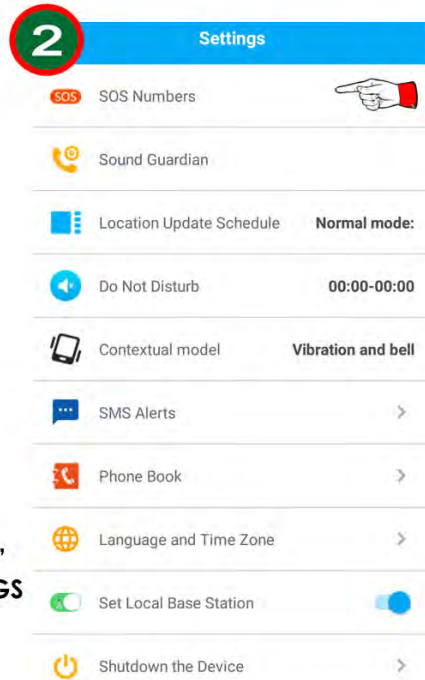 2
Settings
SOS SOS Numbers
Sound Guardian
Location Update Schedule Normal mode:
Do Not Disturb 00:00-00:00
Contextual model Vibration and bell
SMS Alerts
Phone Book
,
Language and Time Zone
GS
Set Local Base Station
Shutdown the Device